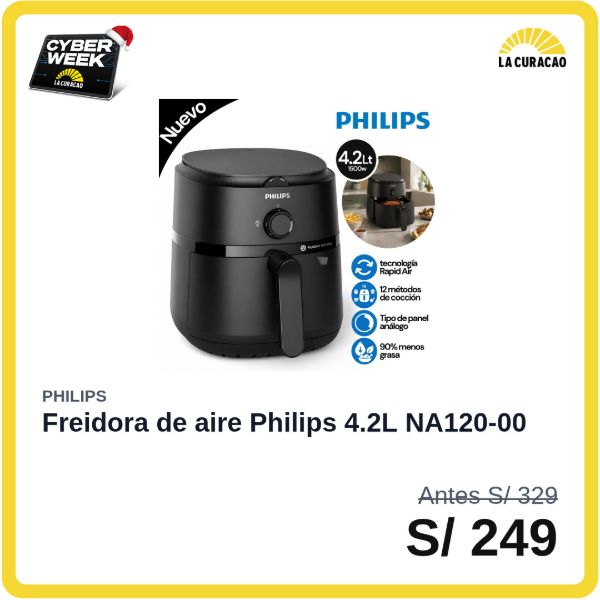 CYBER
WEEK
LA CURACAO
LA CURACAO
Nuevo
PHILIPS
4.2Lt
1500w
PHILIPS
tecnología
Rapid Air
12 métodos
de cocción
Tipo de panel
análogo
90% menos
grasa
PHILIPS
Freidora de aire Philips 4.2L NA120-00
Antes S/ 329
S/ 249